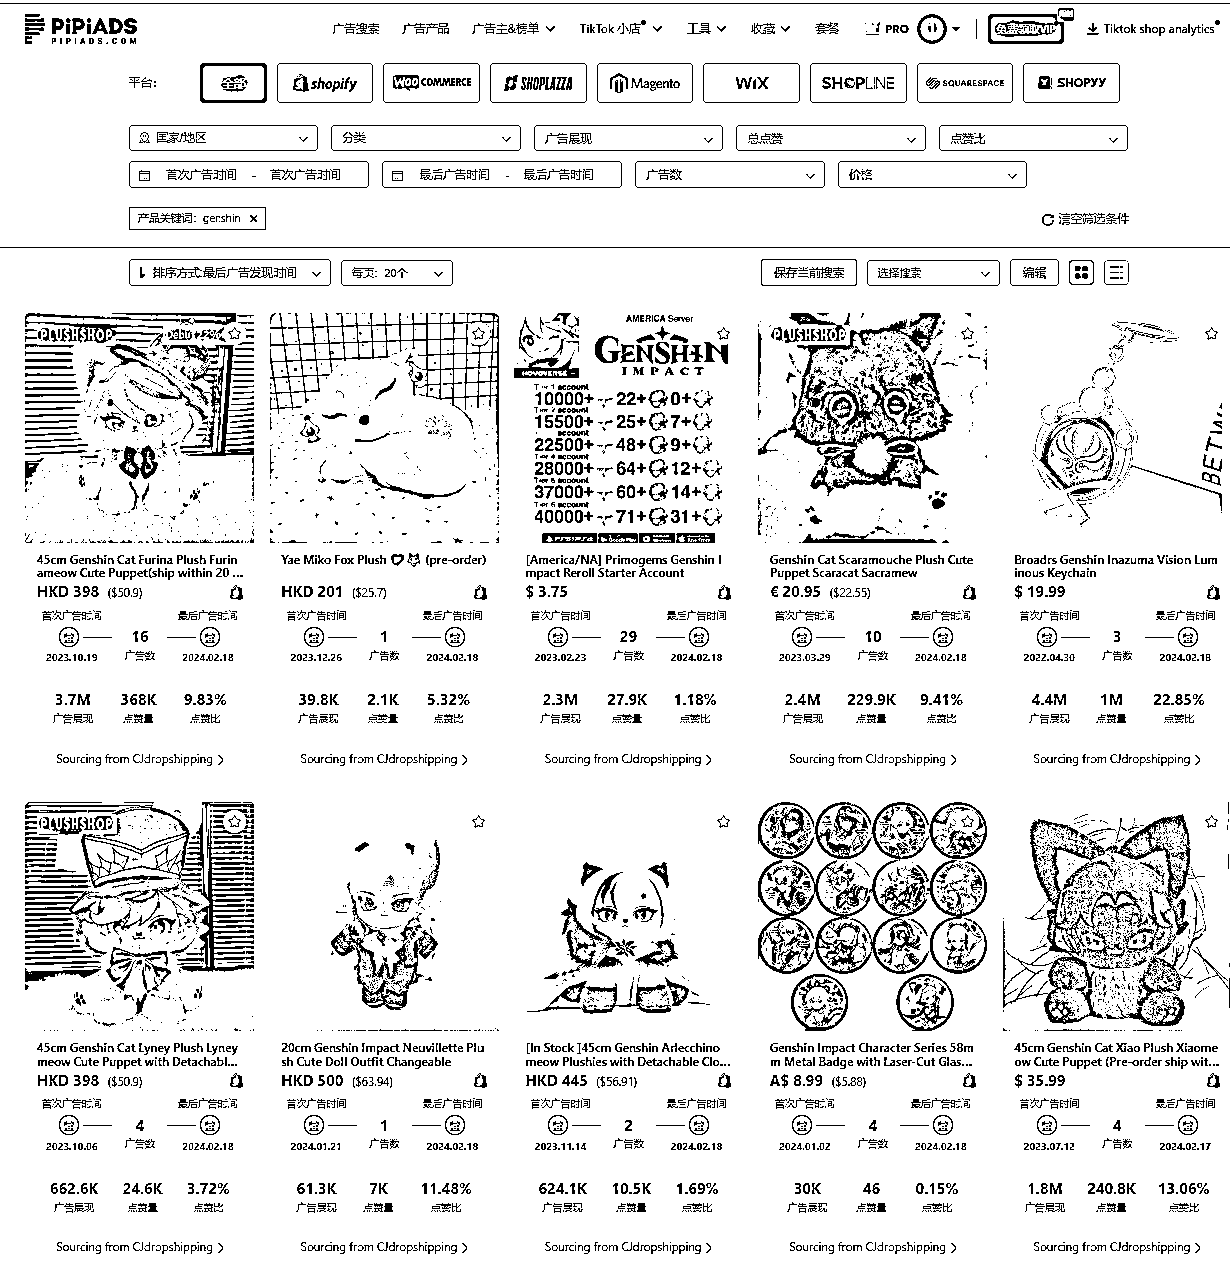 PiPiADS
PIPIADS.COM
广告搜索 广告产品 广告主&榜单 TikTok 小店 工具 收藏 套餐 PRO Tiktok shop analytics
平台: 全部 shopify WOO COMMERCE SHOPLAZZA Magento WiX SHOPLINE SQUARESPACE SHOPYY
国家/地区 分类 广告展现 总点赞 点赞比
首次广告时间 - 首次广告时间 最后广告时间 - 最后广告时间 广告数 价格
产品关键词: genshin × 清空筛选条件
排序方式:最后广告发现时间 每页: 20个 保存当前搜索 选择搜索 编辑
PLUSHSHOP
AMERICA Server
GENSHIN
IMPACT
HOYOVERSE
Tier 1 account
10000+ 22+ 0+
Tier 2 account
15500+ 25+ 7+
22500+ 48+ 9+
Tier 4 account
28000+ 64+ 12+
Tier 5 account
37000+ 60+ 14+
Tier 6 account
40000+ 71+ 31+
PLUSHSHOP
45cm Genshin Cat Furina Plush Furin
ameow Cute Puppet(ship within 20 ...
HKD 398 ($50.9)
首次广告时间 最后广告时间
16
2023.10.19 广告数 2024.02.18
3.7M 368K 9.83%
广告展现 点赞量 点赞比
Sourcing from CJdropshipping >
Yae Miko Fox Plush (pre-order)
HKD 201 ($25.7)
首次广告时间 最后广告时间
1
2023.12.26 广告数 2024.02.18
39.8K 2.1K 5.32%
广告展现 点赞量 点赞比
Sourcing from CJdropshipping >
[America/NA] Primogens Genshin I
mpact Reroll Starter Account
$ 3.75
首次广告时间 最后广告时间
29
2023.02.23 广告数 2024.02.18
2.3M 27.9K 1.18%
广告展现 点赞量 点赞比
Sourcing from CJdropshipping >
Genshin Cat Scaramouche Plush Cute
Puppet Scaracat Sacramew
€ 20.95 ($22.55)
首次广告时间 最后广告时间
10
2023.03.29 广告数 2024.02.18
2.4M 229.9K 9.41%
广告展现 点赞量 点赞比
Sourcing from CJdropshipping >
Broadrs Genshin Inazuma Vision Lum
inous Keychain
$ 19.99
首次广告时间 最后广告时间
3
2022.04.30 广告数 2024.02.18
4.4M 1M 22.85%
广告展现 点赞量 点赞比
Sourcing from CJdropshipping >
PLUSHSHOP
45cm Genshin Cat Lyney Plush Lyney
meow Cute Puppet with Detachabl...
HKD 398 ($50.9)
首次广告时间 最后广告时间
4
2023.10.06 广告数 2024.02.18
662.6K 24.6K 3.72%
广告展现 点赞量 点赞比
Sourcing from CJdropshipping >
20cm Genshin Impact Neuvillette Plu
sh Cute Doll Outfit Changeable
HKD 500 ($63.94)
首次广告时间 最后广告时间
1
2024.01.21 广告数 2024.02.18
61.3K 7K 11.48%
广告展现 点赞量 点赞比
Sourcing from CJdropshipping >
[In Stock ]45cm Genshin Arlecchino
meow Plushies with Detachable Clo...
HKD 445 ($56.91)
首次广告时间 最后广告时间
2
2023.11.14 广告数 2024.02.18
624.1K 10.5K 1.69%
广告展现 点赞量 点赞比
Sourcing from CJdropshipping >
Genshin Impact Character Series 58m
m Metal Badge with Laser-Cut Glas...
A$ 8.99 ($5.88)
首次广告时间 最后广告时间
4
2024.01.02 广告数 2024.02.18
30K 46 0.15%
广告展现 点赞量 点赞比
Sourcing from CJdropshipping >
45cm Genshin Cat Xiao Plush Xiaome
ow Cute Puppet (Pre-order ship wit...
$ 35.99
首次广告时间 最后广告时间
4
2023.07.12 广告数 2024.02.17
1.8M 240.8K 13.06%
广告展现 点赞量 点赞比
Sourcing from CJdropshipping >